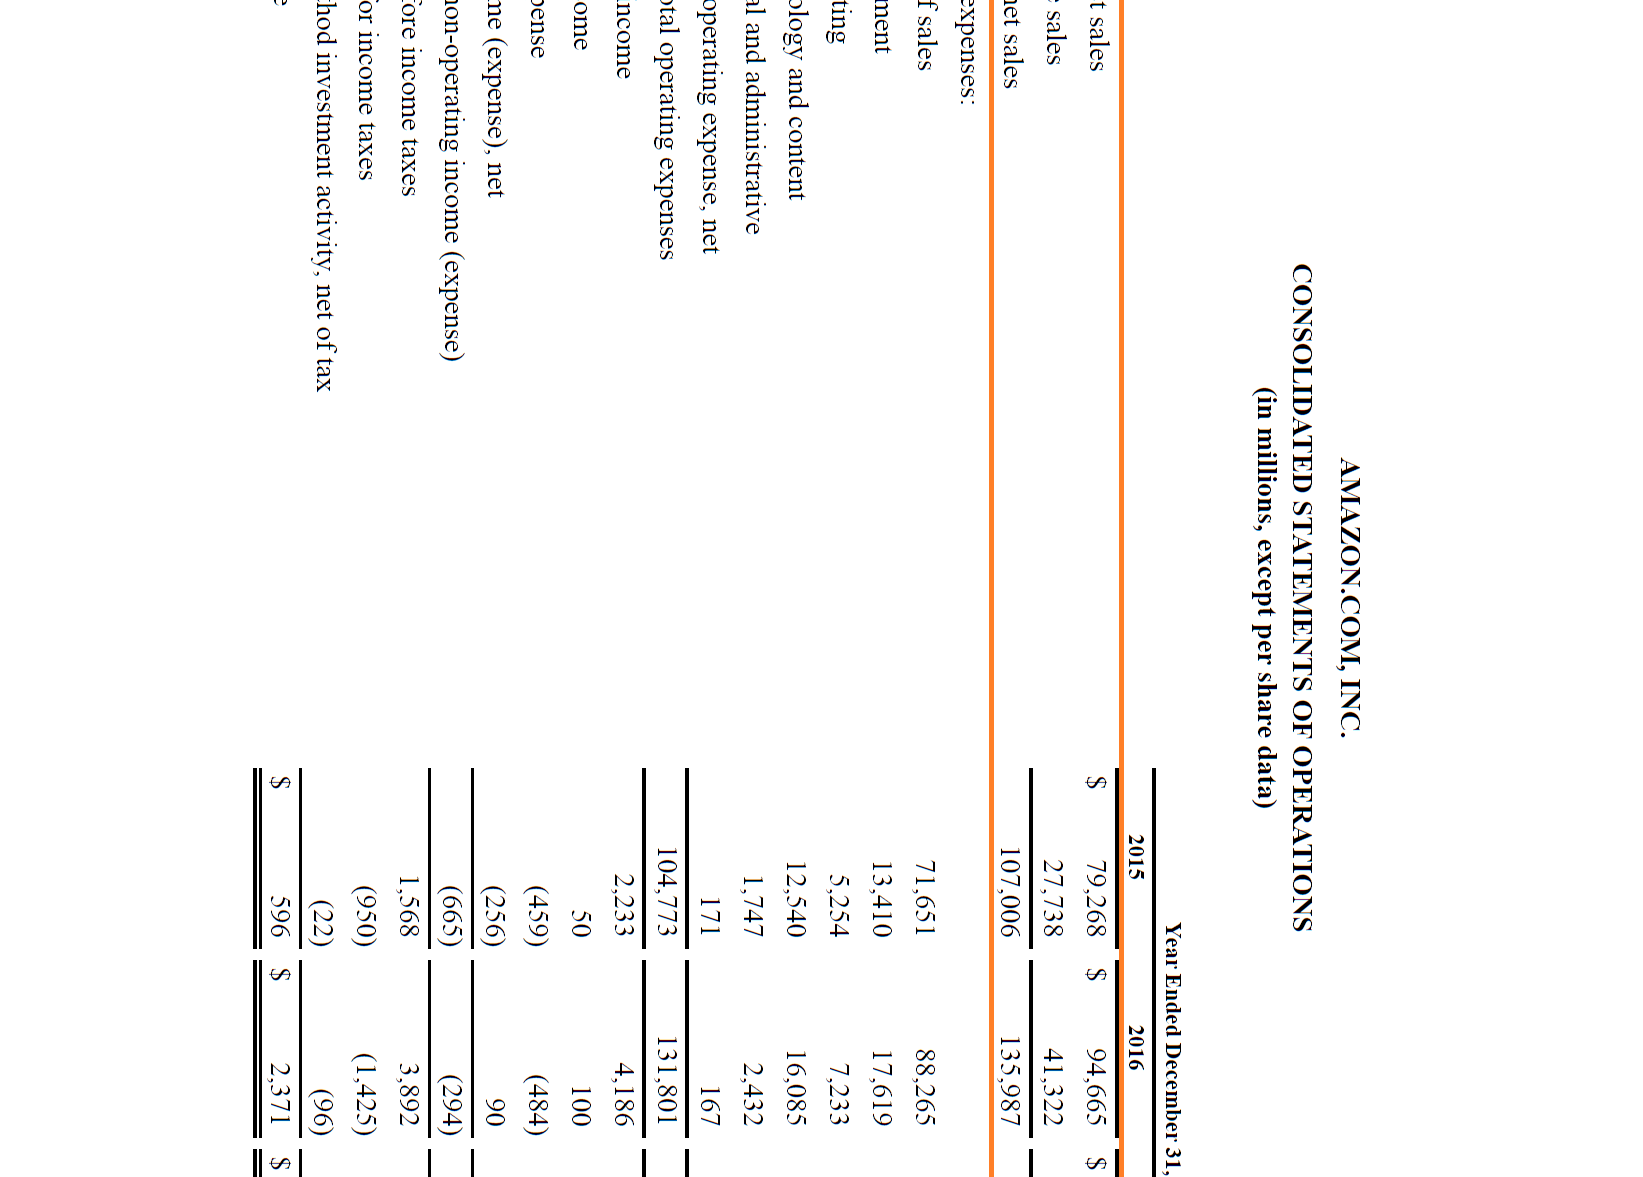 AMAZON.COM, INC.
CONSOLIDATED STATEMENTS OF OPERATIONS
(in millions, except per share data)
Year Ended December 31,
2015 2016
t sales $ 79,268 $ 94,665 $
sales 27,738 41,322
net sales 107,006 135,987
expenses:
f sales 71,651 88,265
ment 13,410 17,619
ting 5,254 7,233
ology and content 12,540 16,085
al and administrative 1,747 2,432
operating expense, net 171 167
otal operating expenses 104,773 131,801
income 2,233 4,186
ome 50 100
pense (459) (484)
me (expense), net (256) 90
non-operating income (expense) (665) (294)
fore income taxes 1,568 3,892
for income taxes (950) (1,425)
thod investment activity, net of tax (22) (96)
e $ 596 $ 2,371 $